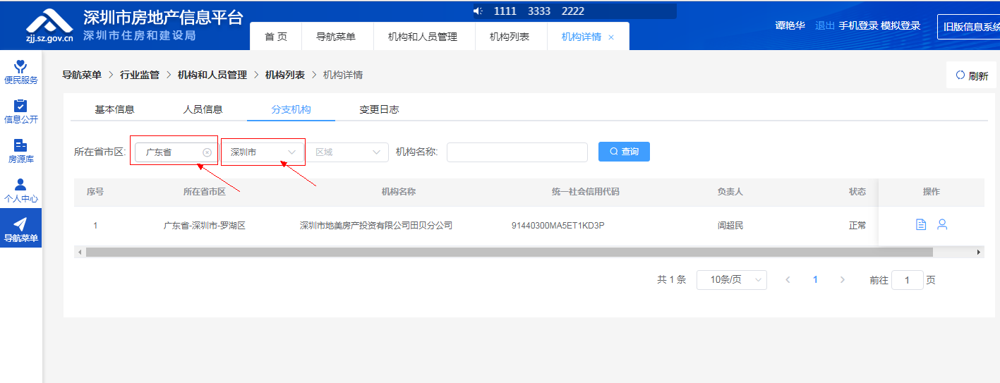 深圳市房地产信息平台
深圳市住房和建设局
zjj.sz.gov.cn
1111 3333 2222
首 页 导航菜单 机构和人员管理 机构列表 机构详情 ×
谭艳华 退出 手机登录 模拟登录 旧版信息系统
便民服务
信息公开
房源库
个人中心
导航菜单
导航菜单 > 行业监管 > 机构和人员管理 > 机构列表 > 机构详情
刷新
基本信息 人员信息 分支机构 变更日志
所在省市区: 广东省 深圳市 区域 机构名称: 查询
序号 所在省市区 机构名称 统一社会信用代码 负责人 状态 操作
1 广东省-深圳市-罗湖区 深圳市地美房产投资有限公司田贝分公司 91440300MA5ET1KD3P 闾超民 正常
共 1 条 10条/页 < 1 > 前往 1 页